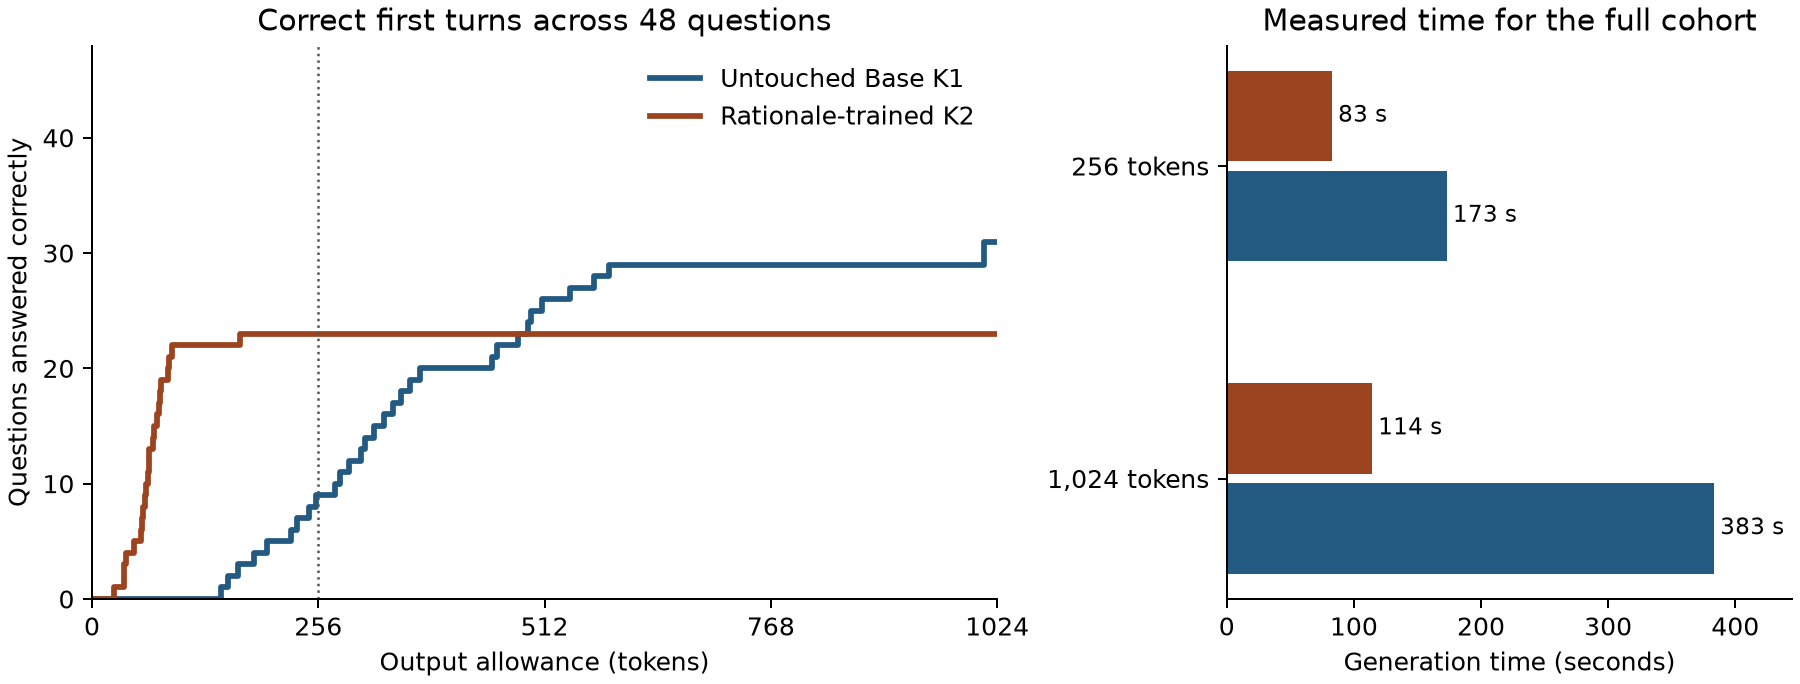 Correct first turns across 48 questions
Untouched Base K1
Rationale-trained K2
Questions answered correctly
40
30
20
10
0
0
256
512
768
1024
Output allowance (tokens)
Measured time for the full cohort
256 tokens
83 s
173 s
1,024 tokens
114 s
383 s
0
100
200
300
400
Generation time (seconds)